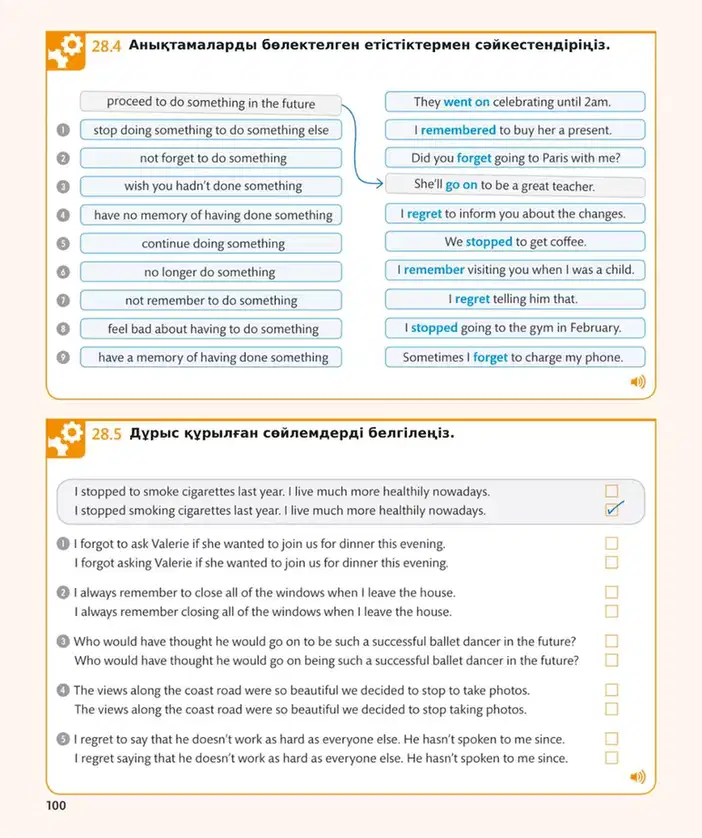 28.4 Анықтамаларды бөлектелген етістіктермен сәйкестендіріңіз.
proceed to do something in the future
1 stop doing something to do something else
2 not forget to do something
3 wish you hadn't done something
4 have no memory of having done something
5 continue doing something
6 no longer do something
7 not remember to do something
8 feel bad about having to do something
9 have a memory of having done something
They went on celebrating until 2am.
I remembered to buy her a present.
Did you forget going to Paris with me?
She'll go on to be a great teacher.
I regret to inform you about the changes.
We stopped to get coffee.
I remember visiting you when I was a child.
I regret telling him that.
I stopped going to the gym in February.
Sometimes I forget to charge my phone.
28.5 Дұрыс құрылған сөйлемдерді белгілеңіз.
I stopped to smoke cigarettes last year. I live much more healthily nowadays.
I stopped smoking cigarettes last year. I live much more healthily nowadays.
1 I forgot to ask Valerie if she wanted to join us for dinner this evening.
I forgot asking Valerie if she wanted to join us for dinner this evening.
2 I always remember to close all of the windows when I leave the house.
I always remember closing all of the windows when I leave the house.
3 Who would have thought he would go on to be such a successful ballet dancer in the future?
Who would have thought he would go on being such a successful ballet dancer in the future?
4 The views along the coast road were so beautiful we decided to stop to take photos.
The views along the coast road were so beautiful we decided to stop taking photos.
5 I regret to say that he doesn't work as hard as everyone else. He hasn't spoken to me since.
I regret saying that he doesn't work as hard as everyone else. He hasn't spoken to me since.
100